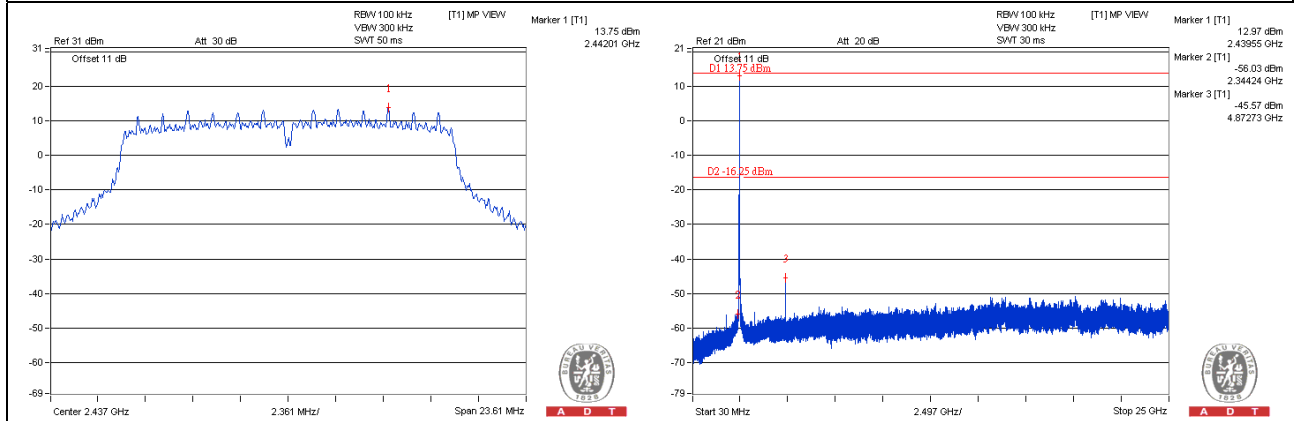 RBW 100 kHz [T1] MP VIEW
VBW 300 kHz
Ref 31 dBm Att 30 dB SWT 50 ms
Marker 1 [T1]
13.75 dBm
2.44201 GHz
31
Offset 11 dB
20
10
0
-10
-20
-30
-40
-50
-60
-69
1
Center 2.437 GHz 2.361 MHz/ Span 23.61 MHz
BUREAU VERITAS
1828
A D T
RBW 100 kHz [T1] MP VIEW
VBW 300 kHz
Ref 21 dBm Att 20 dB SWT 30 ms
Marker 1 [T1]
12.97 dBm
2.43955 GHz
Marker 2 [T1]
-56.03 dBm
2.34424 GHz
Marker 3 [T1]
-45.57 dBm
4.87273 GHz
21
Offset 11 dB
D1 13.75 dBm
10
0
-10
D2 -16.25 dBm
-20
-30
-40
-50
-60
-70
-79
3
2
Start 30 MHz 2.497 GHz/ Stop 25 GHz
BUREAU VERITAS
1828
A D T